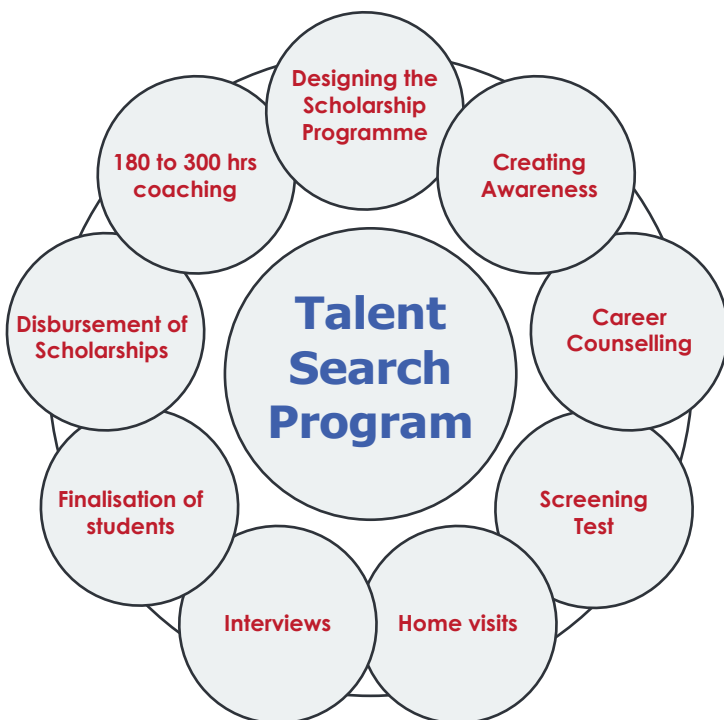 Designing the
Scholarship
Programme
Creating
Awareness
Career
Counselling
Screening
Test
Home visits
Interviews
Finalisation of
students
Disbursement of
Scholarships
180 to 300 hrs
coaching
Talent
Search
Program